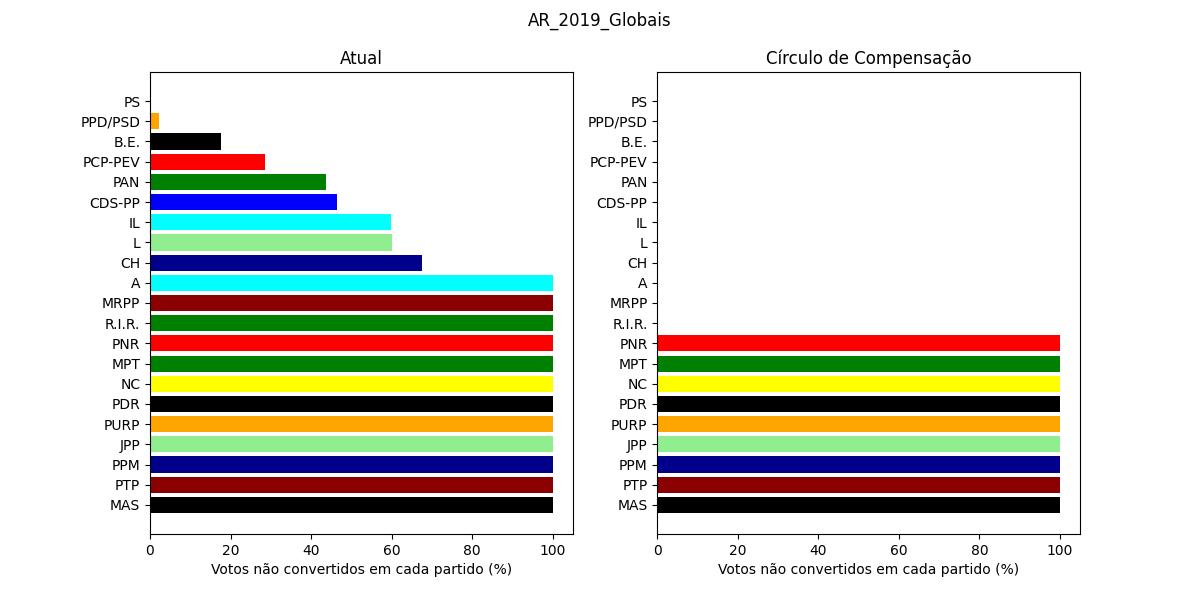 AR_2019_Globais
Atual
PS
PPD/PSD
B.E.
PCP-PEV
PAN
CDS-PP
IL
L
CH
A
MRPP
R.I.R.
PNR
MPT
NC
PDR
PURP
JPP
PPM
PTP
MAS
0 20 40 60 80 100
Votos não convertidos em cada partido (%)
Círculo de Compensação
PS
PPD/PSD
B.E.
PCP-PEV
PAN
CDS-PP
IL
L
CH
A
MRPP
R.I.R.
PNR
MPT
NC
PDR
PURP
JPP
PPM
PTP
MAS
0 20 40 60 80 100
Votos não convertidos em cada partido (%)